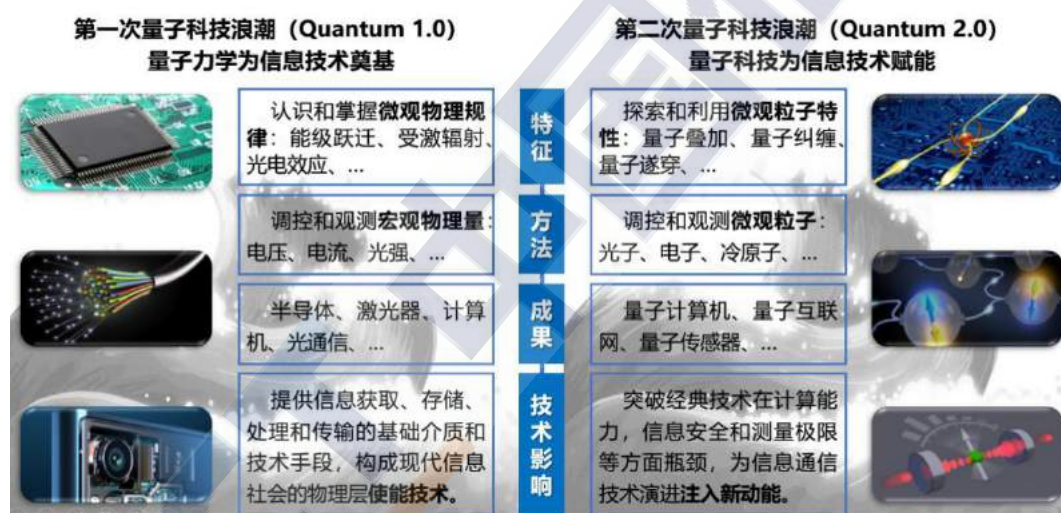 第一次量子科技浪潮（Quantum 1.0）
量子力学为信息技术奠基
第二次量子科技浪潮（Quantum 2.0）
量子科技为信息技术赋能
认识和掌握微观物理规
律：能级跃迁、受激辐射、
光电效应、...
特征
探索和利用微观粒子特
性：量子叠加、量子纠缠、
量子遂穿、...
调控和观测宏观物理量：
电压、电流、光强、...
方法
调控和观测微观粒子：
光子、电子、冷原子、...
半导体、激光器、计算
机、光通信、...
成果
量子计算机、量子互联
网、量子传感器、...
提供信息获取、存储、
处理和传输的基础介质和
技术手段，构成现代信息
社会的物理层使能技术。
技术影响
突破经典技术在计算能
力，信息安全和测量极限
等方面瓶颈，为信息通信
技术演进注入新动能。